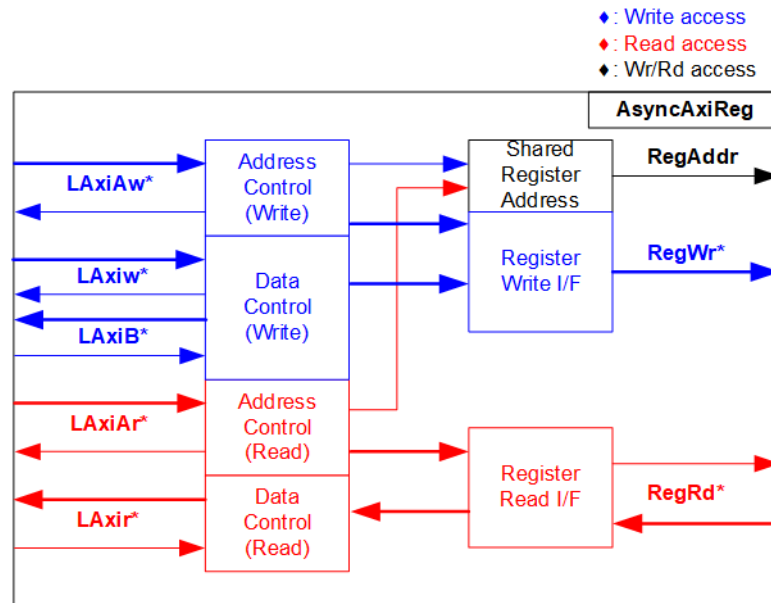 ♦: Write access
♦: Read access
♦: Wr/Rd access
AsyncAxiReg
LAxiAw*
Address
Control
(Write)
Shared
Register
Address
RegAddr
LAxiw*
LAxiB*
Data
Control
(Write)
Register
Write I/F
RegWr*
LAxiAr*
Address
Control
(Read)
LAxir*
Data
Control
(Read)
Register
Read I/F
RegRd*